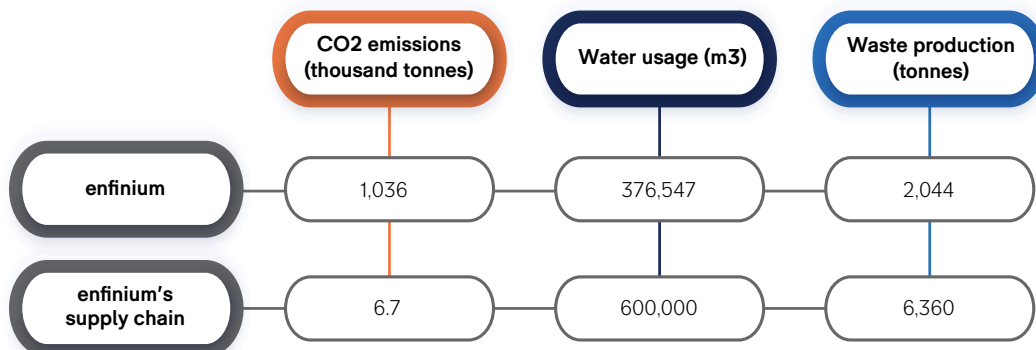 CO2 emissions
(thousand tonnes)
Water usage (m3)
Waste production
(tonnes)
enfinium
1,036
376,547
2,044
enfinium's
supply chain
6.7
600,000
6,360